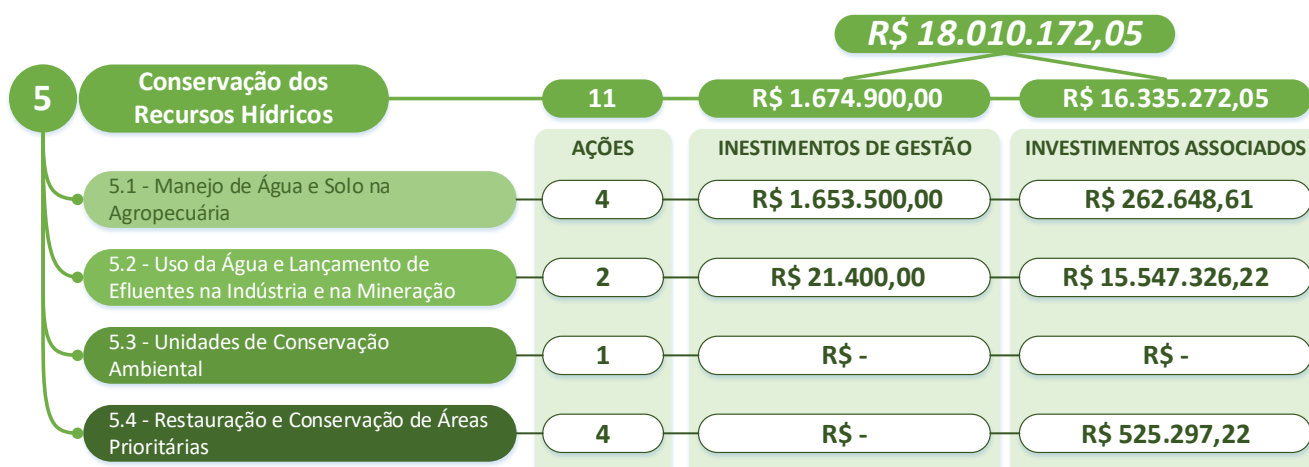 R$ 18.010.172,05
5
Conservação dos
Recursos Hídricos
11
R$ 1.674.900,00
R$ 16.335.272,05
AÇÕES
INESTIMENTOS DE GESTÃO
INVESTIMENTOS ASSOCIADOS
5.1 - Manejo de Água e Solo na
Agropecuária
4
R$ 1.653.500,00
R$ 262.648,61
5.2 - Uso da Água e Lançamento de
Efluentes na Indústria e na Mineração
2
R$ 21.400,00
R$ 15.547.326,22
5.3 - Unidades de Conservação
Ambiental
1
R$ -
R$ -
5.4 - Restauração e Conservação de Áreas
Prioritárias
4
R$ -
R$ 525.297,22